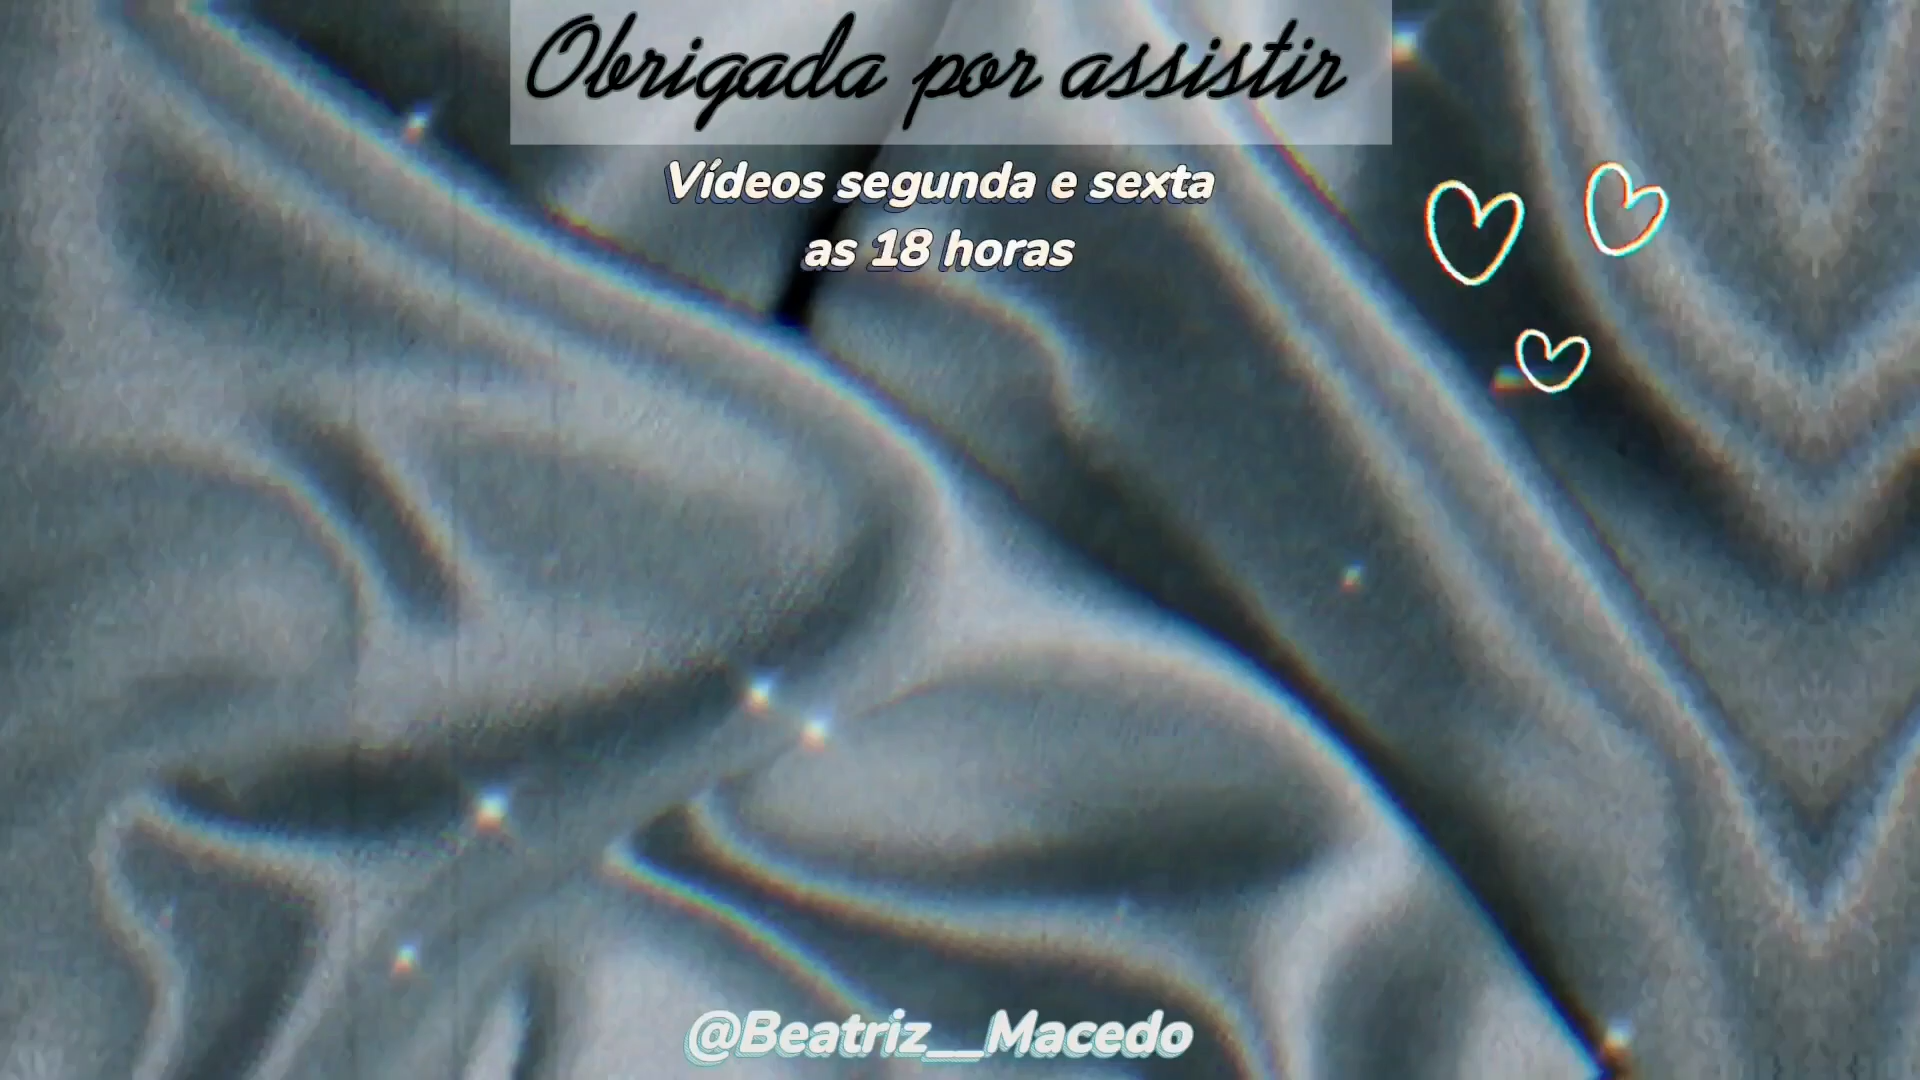 Obrigada por assistir
Vídeos segunda e sexta
as 18 horas
@Beatriz__Macedo